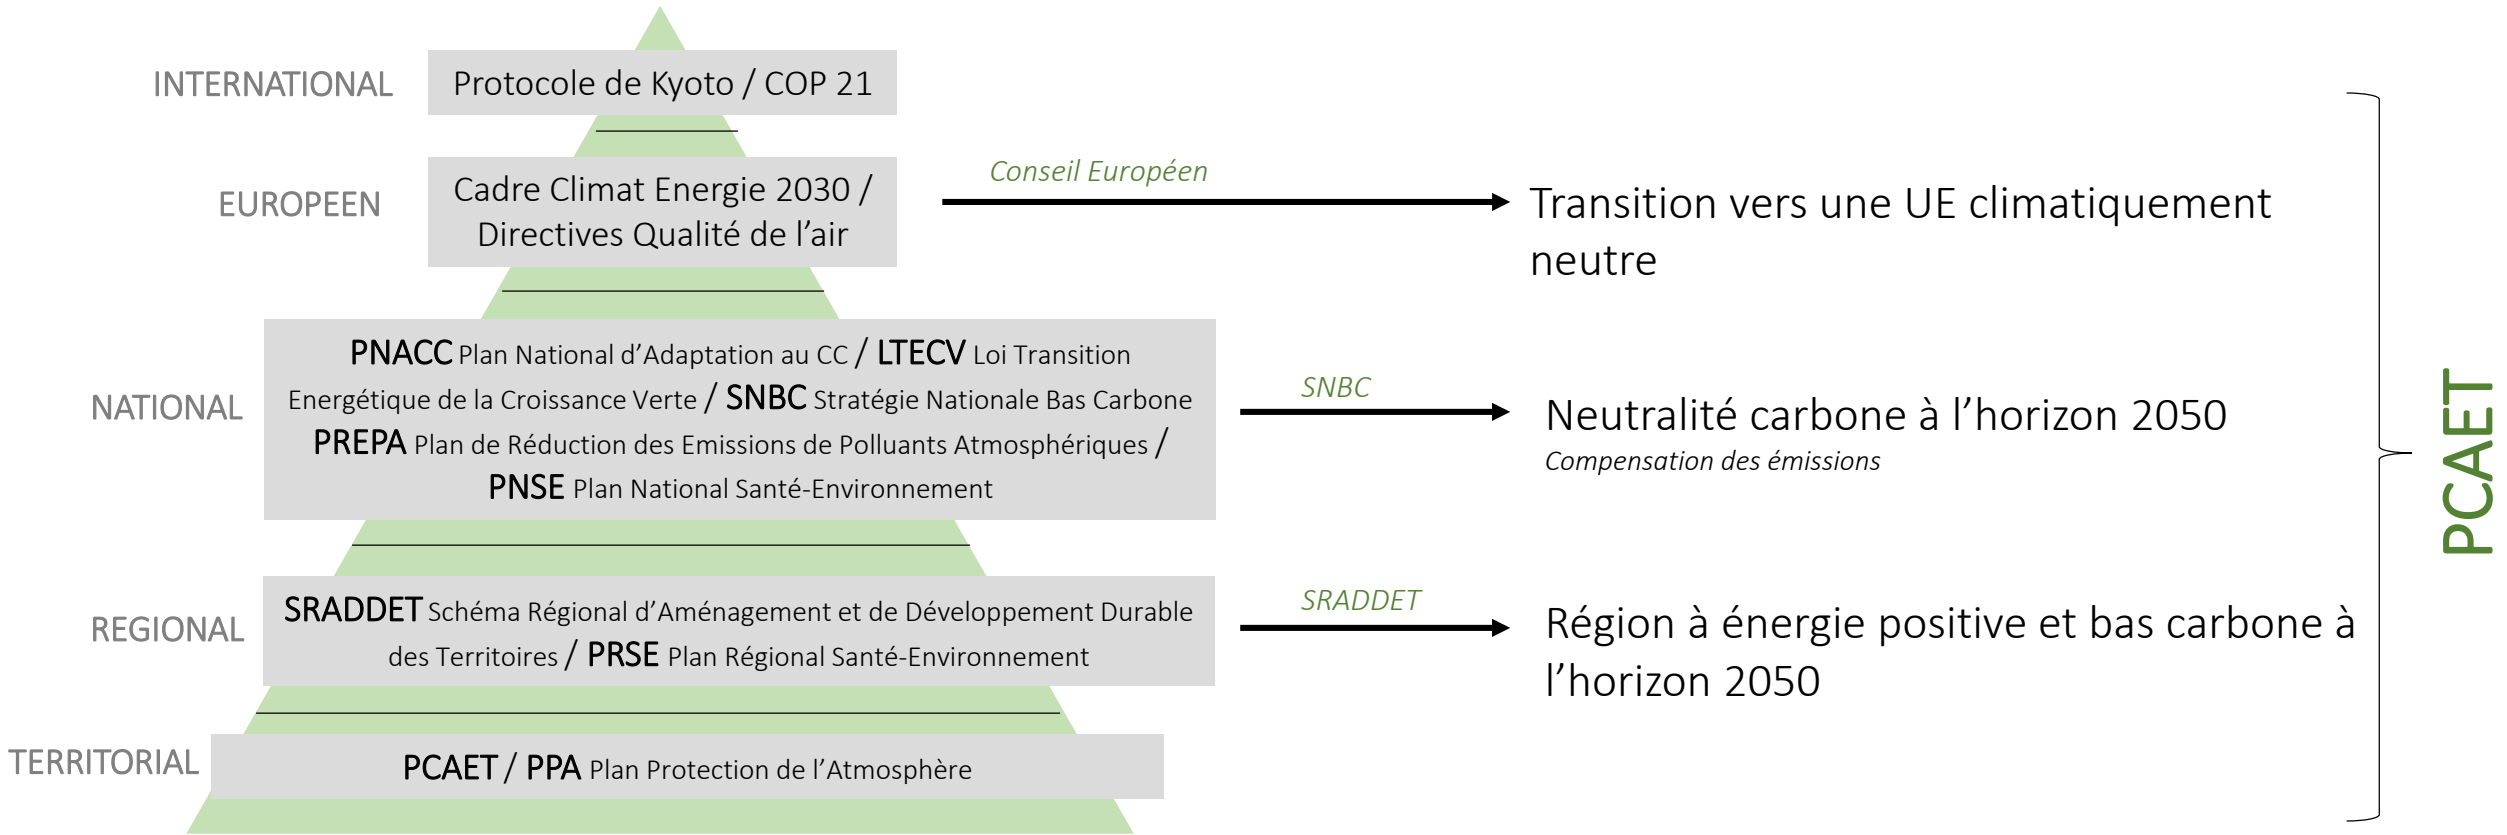 INTERNATIONAL
Protocole de Kyoto / COP 21
EUROPEEN
Cadre Climat Energie 2030 /
Directives Qualité de l’air
Conseil Européen
Transition vers une UE climatiquement
neutre
NATIONAL
PNACC Plan National d’Adaptation au CC / LTECV Loi Transition
Energétique de la Croissance Verte / SNBC Stratégie Nationale Bas Carbone
PREPA Plan de Réduction des Emissions de Polluants Atmosphériques /
PNSE Plan National Santé-Environnement
SNBC
Neutralité carbone à l’horizon 2050
Compensation des émissions
REGIONAL
SRADDET Schéma Régional d’Aménagement et de Développement Durable
des Territoires / PRSE Plan Régional Santé-Environnement
SRADDET
Région à énergie positive et bas carbone à
l’horizon 2050
TERRITORIAL
PCAET / PPA Plan Protection de l’Atmosphère
PCAET